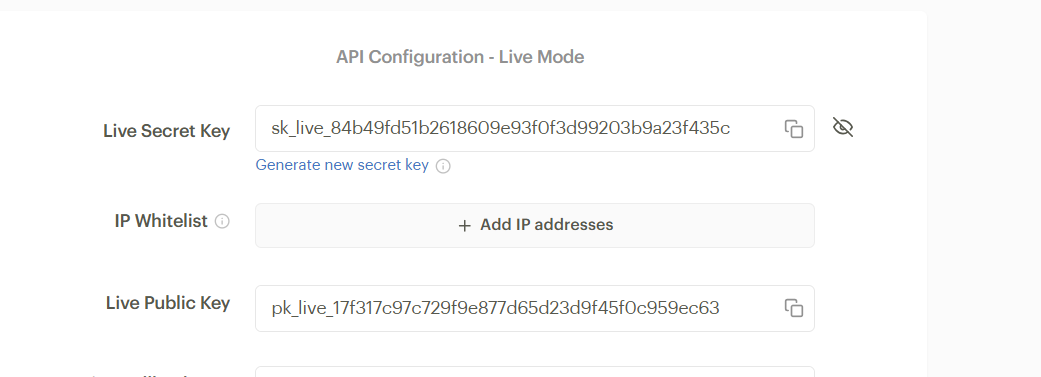 API Configuration - Live Mode
Live Secret Key
sk_live_84b49fd51b2618609e93f0f3d99203b9a23f435c
Generate new secret key
IP Whitelist
+ Add IP addresses
Live Public Key
pk_live_17f317c97c729f9e877d65d23d9f45f0c959ec63